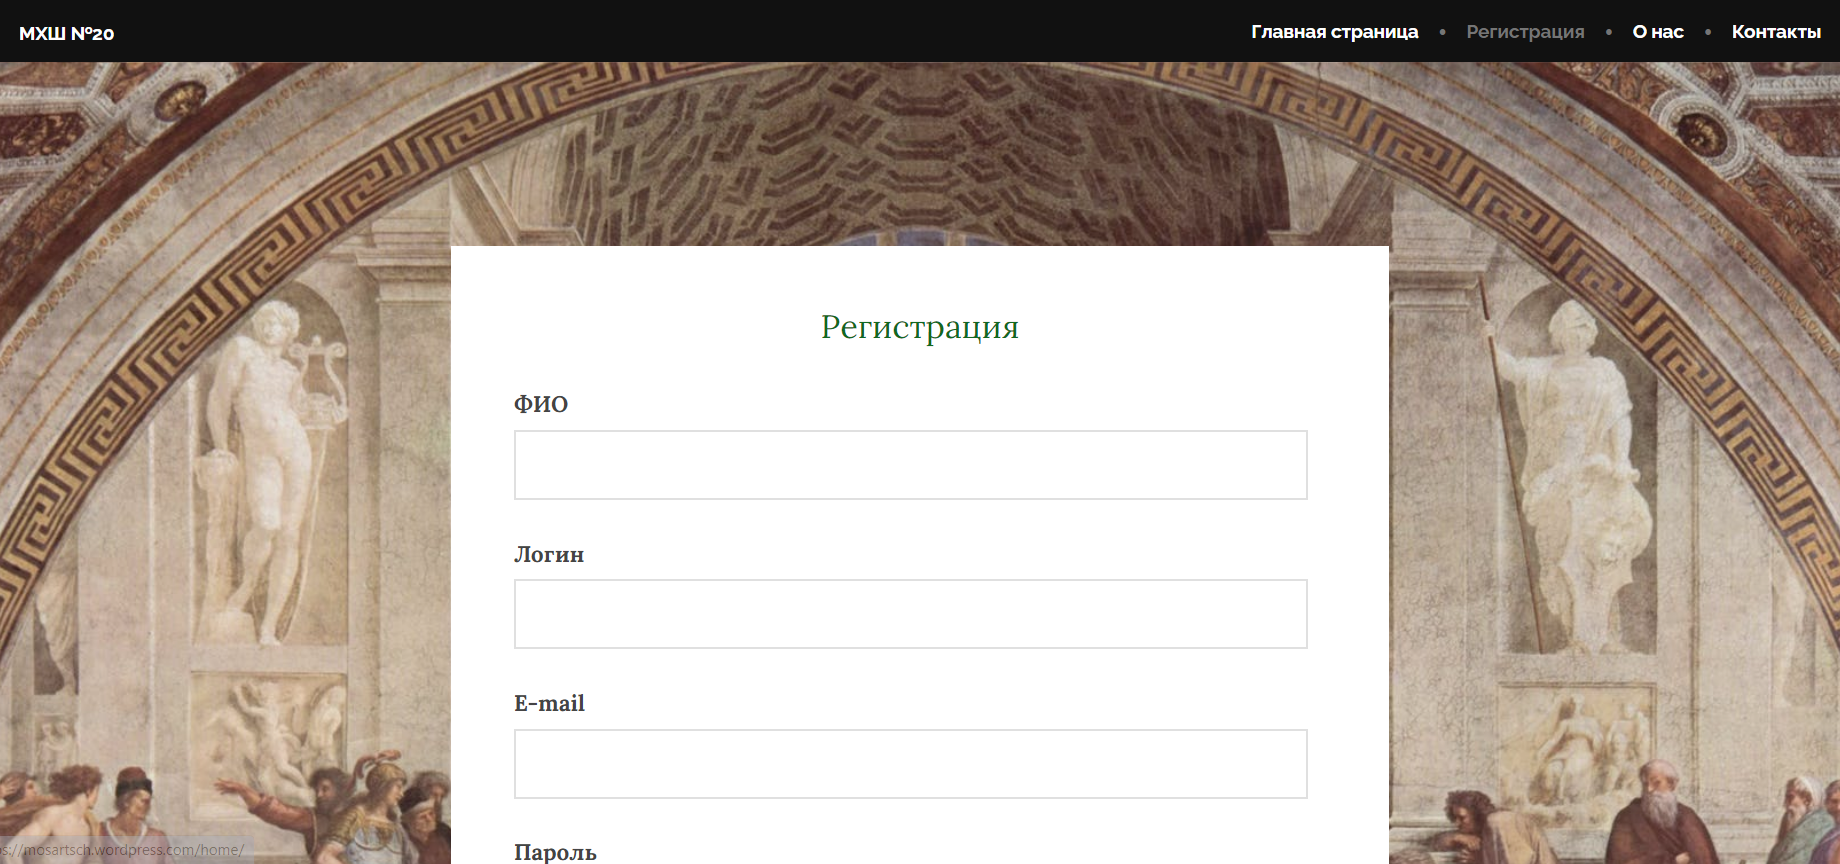 МХШ №20
Главная страница • Регистрация • О нас • Контакты
Регистрация
ФИО
Логин
E-mail
Пароль
s://mosartsch.wordpress.com/home/